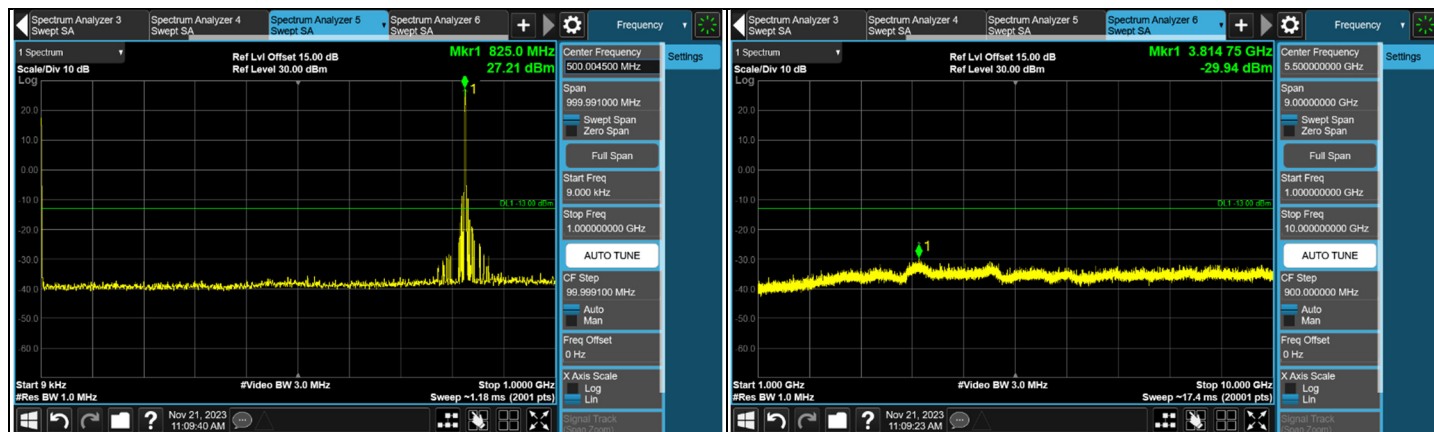 Spectrum Analyzer 3 Spectrum Analyzer 4 Spectrum Analyzer 5 Spectrum Analyzer 6 + Frequency
Swept SA Swept SA Swept SA Swept SA
1 Spectrum
Ref Lvl Offset 15.00 dB
Mkr1 825.0 MHz
Scale/Div 10 dB
Ref Level 30.00 dBm
27.21 dBm
Log
1
20.0
10.0
0.00
-10.0
DL1 -13.00 dBm
-20.0
-30.0
-40.0
-50.0
-60.0
Start 9 kHz
#Video BW 3.0 MHz
Stop 1.0000 GHz
#Res BW 1.0 MHz
Sweep ~1.18 ms (2001 pts)
Center Frequency
500.004500 MHz
Settings
Span
999.991000 MHz
Swept Span
Zero Span
Full Span
Start Freq
9.000 kHz
Stop Freq
1.000000000 GHz
AUTO TUNE
CF Step
99.999100 MHz
Auto
Man
Freq Offset
0 Hz
X Axis Scale
Log
Lin
Signal Track
(Span Zoom)
?
Nov 21, 2023
11:09:40 AM
Spectrum Analyzer 3 Spectrum Analyzer 4 Spectrum Analyzer 5 Spectrum Analyzer 6 + Frequency
Swept SA Swept SA Swept SA Swept SA
1 Spectrum
Ref Lvl Offset 15.00 dB
Mkr1 3.814 75 GHz
Scale/Div 10 dB
Ref Level 30.00 dBm
-29.94 dBm
Log
20.0
10.0
0.00
-10.0
DL1 -13.00 dBm
-20.0
1
-30.0
-40.0
-50.0
-60.0
Start 1.000 GHz
#Video BW 3.0 MHz
Stop 10.000 GHz
#Res BW 1.0 MHz
Sweep ~17.4 ms (20001 pts)
Center Frequency
5.500000000 GHz
Settings
Span
9.00000000 GHz
Swept Span
Zero Span
Full Span
Start Freq
1.000000000 GHz
Stop Freq
10.000000000 GHz
AUTO TUNE
CF Step
900.000000 MHz
Auto
Man
Freq Offset
0 Hz
X Axis Scale
Log
Lin
Signal Track
(Span Zoom)
?
Nov 21, 2023
11:09:23 AM